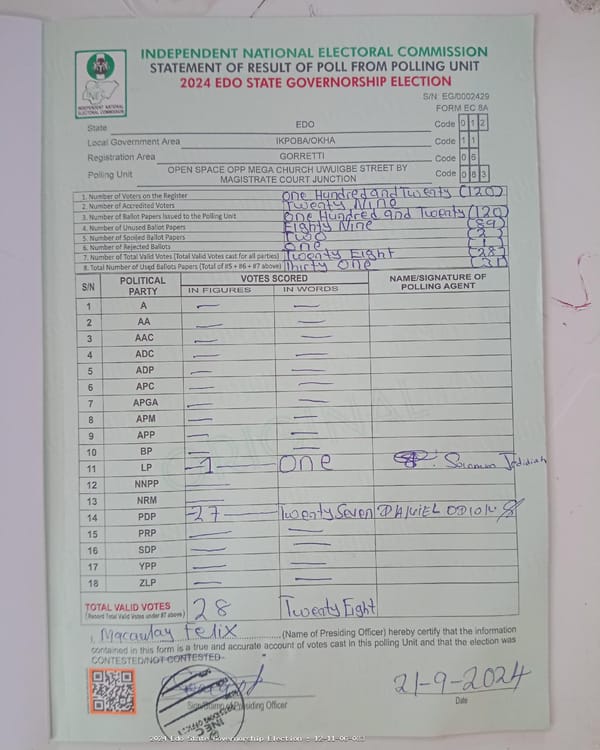 INDEPENDENT NATIONAL ELECTORAL COMMISSION
STATEMENT OF RESULT OF POLL FROM POLLING UNIT
2024 EDO STATE GOVERNORSHIP ELECTION
INDEPENDENT NATIONAL ELECTORAL COMMISSION
S/N: EG/0002429
FORM EC 8A
State EDO Code 0 1 2
Local Government Area IKPOBA/OKHA Code 1 1
Registration Area GORRETTI Code 0 6
Polling Unit OPEN SPACE OPP MEGA CHURCH UWUIGBE STREET BY MAGISTRATE COURT JUNCTION Code 0 8 3
1. Number of Voters on the Register One Hundred and Twenty (120)
2. Number of Accredited Voters Twenty Nine
3. Number of Ballot Papers Issued to the Polling Unit One Hundred and Twenty (120)
4. Number of Unused Ballot Papers Eighty Nine (89)
5. Number of Spoiled Ballot Papers Two (2)
6. Number of Rejected Ballots One (1)
7. Number of Total Valid Votes (Total Valid Votes cast for all parties) Twenty Eight (28)
8. Total Number of Used Ballots Papers (Total of #5 + #6 + #7 above) Thirty One (31)
S/N POLITICAL PARTY VOTES SCORED NAME/SIGNATURE OF POLLING AGENT
IN FIGURES IN WORDS
1 A — —
2 AA — —
3 AAC — —
4 ADC — —
5 ADP — —
6 APC — —
7 APGA — —
8 APM — —
9 APP — —
10 BP — —
11 LP -1- One
12 NNPP — —
13 NRM —
14 PDP -27- Twenty Seven DANIEL ODION
15 PRP — —
16 SDP — —
17 YPP — —
18 ZLP — —
TOTAL VALID VOTES 28 Twenty Eight
(Record Total Valid Votes under #7 above)
I, Macaulay Felix (Name of Presiding Officer) hereby certify that the information
contained in this form is a true and accurate account of votes cast in this polling Unit and that the election was
CONTESTED/NOT CONTESTED
21-9-2024
Sign/Stamp of Presiding Officer Date
INEC
2024 Edo State Governorship Election : 12-11-06-083